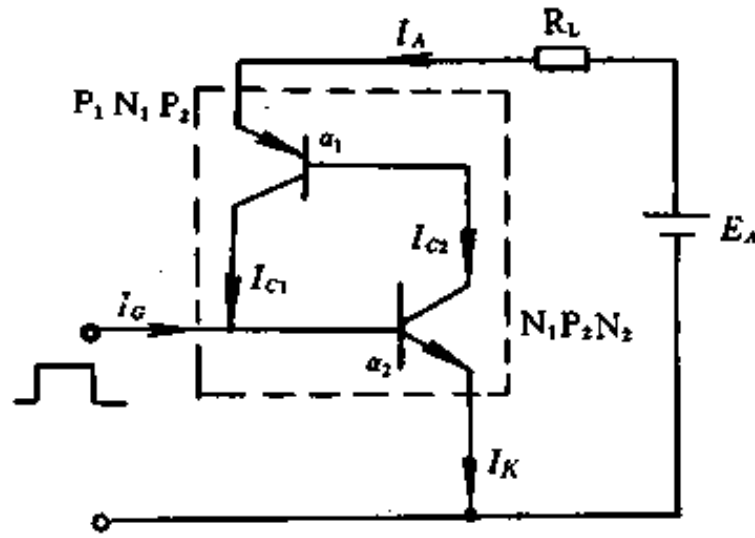 I_A
R_L
P₁ N₁ P₂
α₁
E_A
I_C2
I_C1
I_G
N₁P₂N₂
α₂
I_K